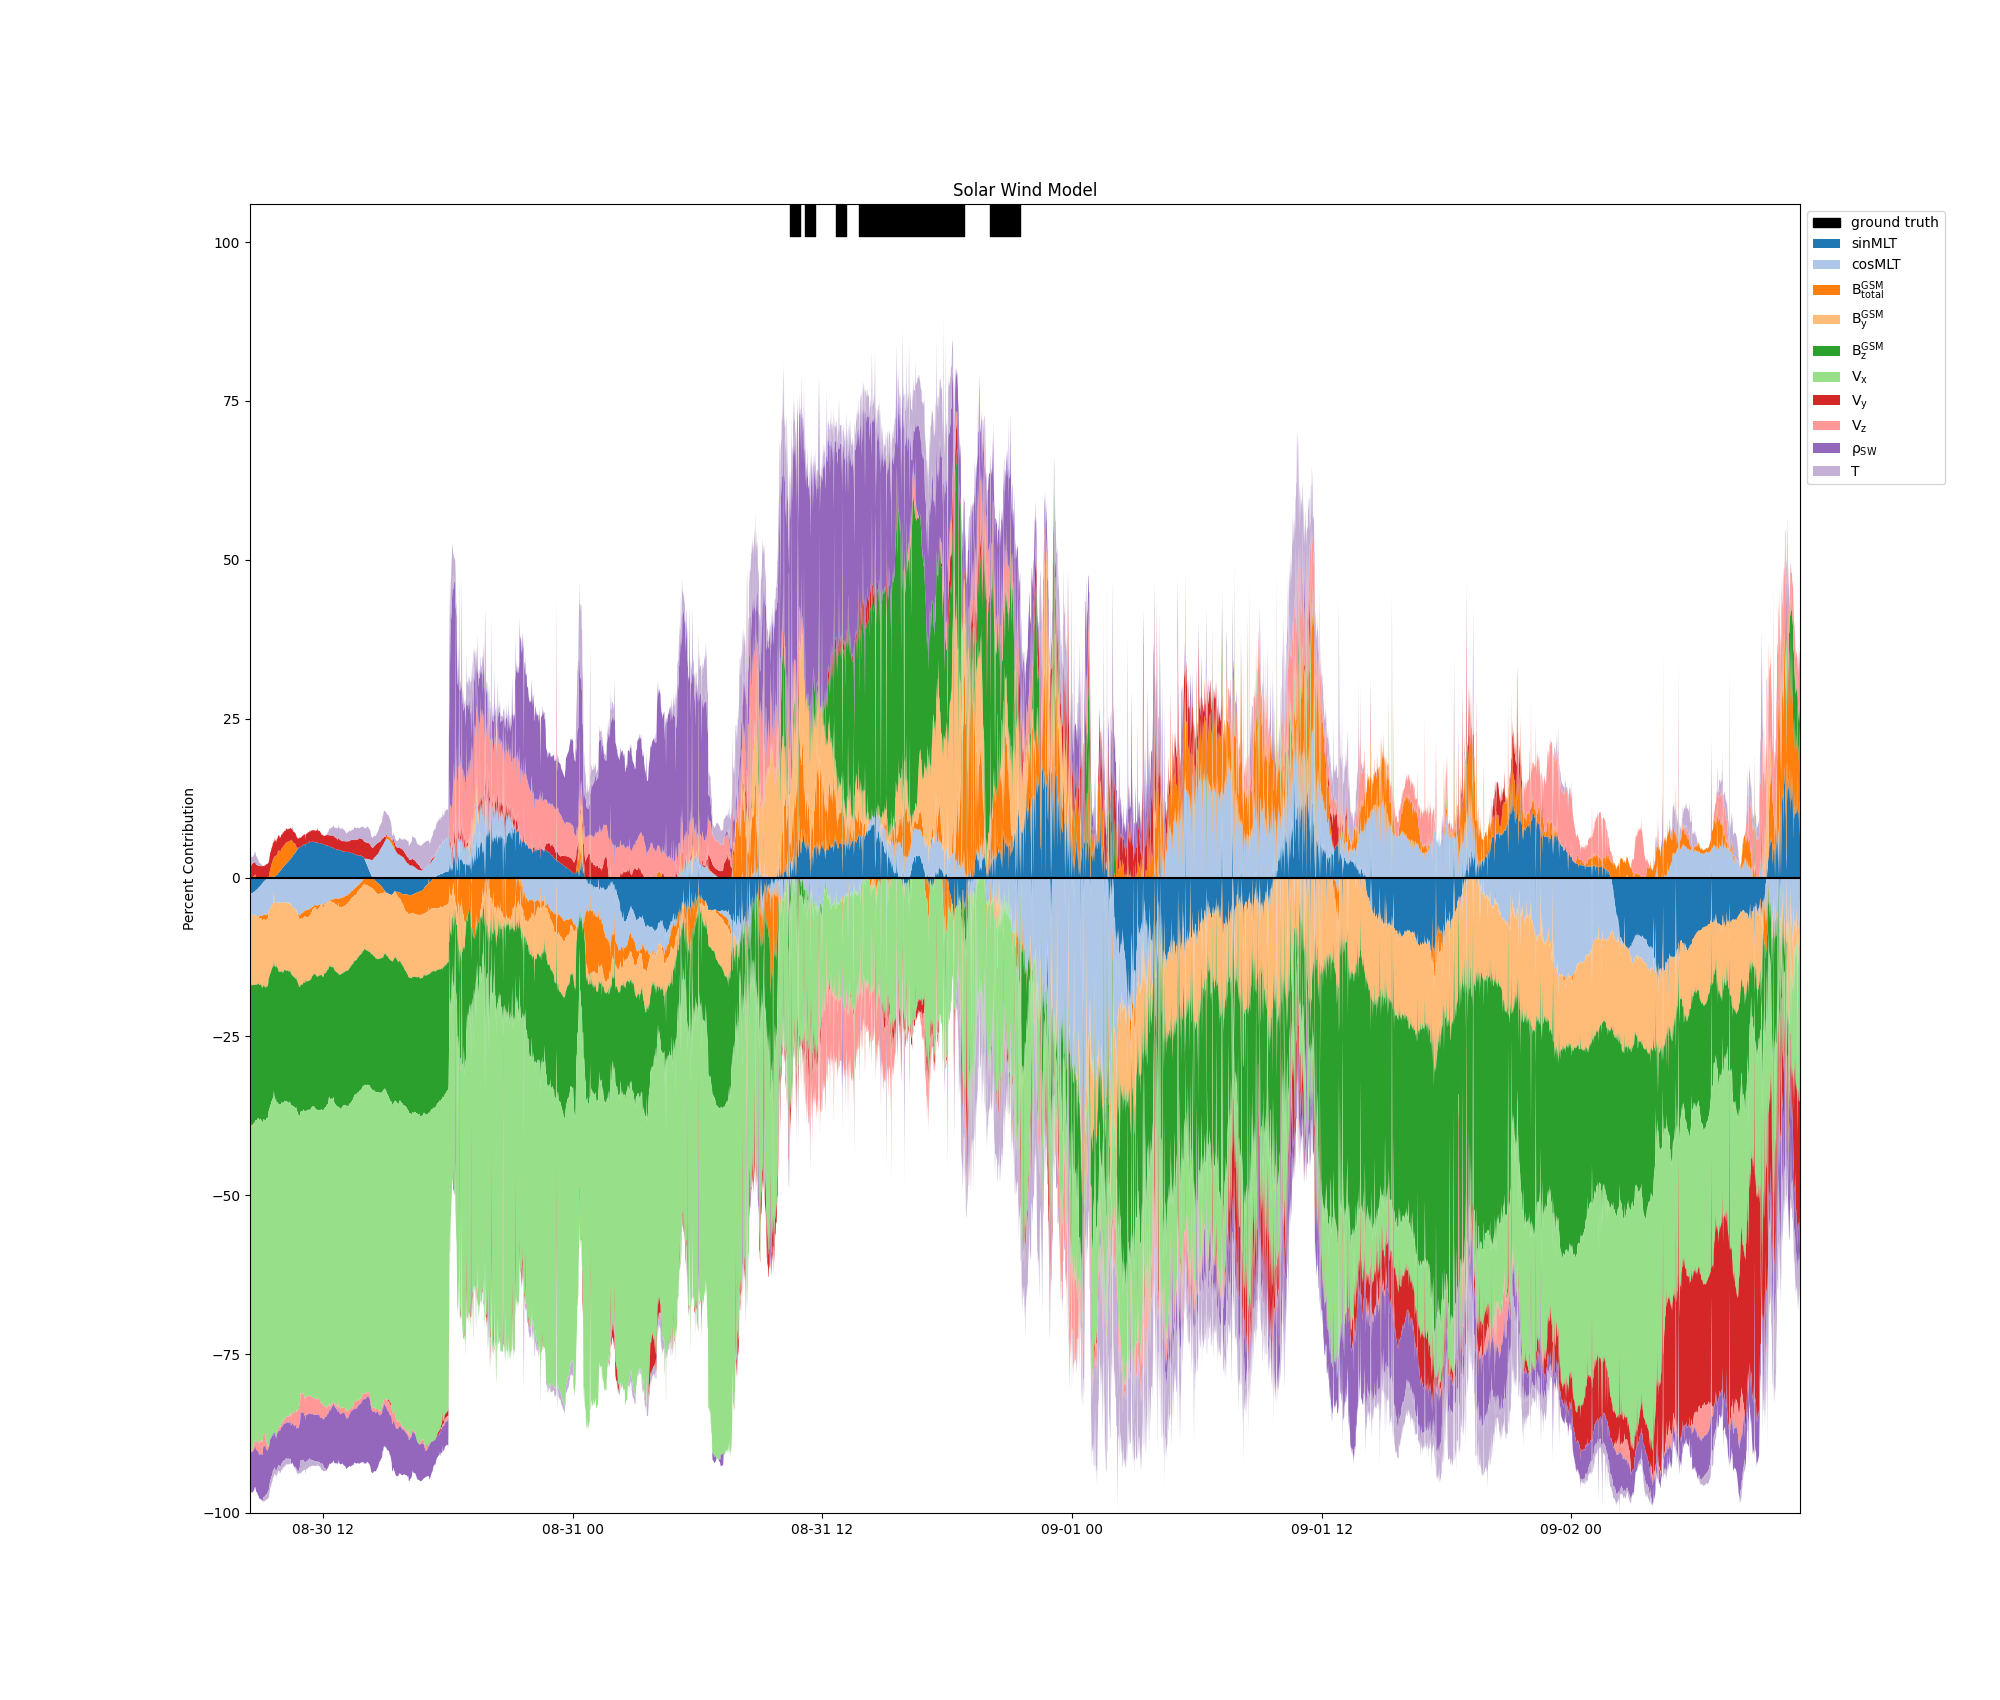 Solar Wind Model
100
75
50
25
0
−25
−50
−75
−100
Percent Contribution
08-30 12
08-31 00
08-31 12
09-01 00
09-01 12
09-02 00
ground truth
sinMLT
cosMLT
B_total^GSM
B_y^GSM
B_z^GSM
V_x
V_y
V_z
ρ_SW
T